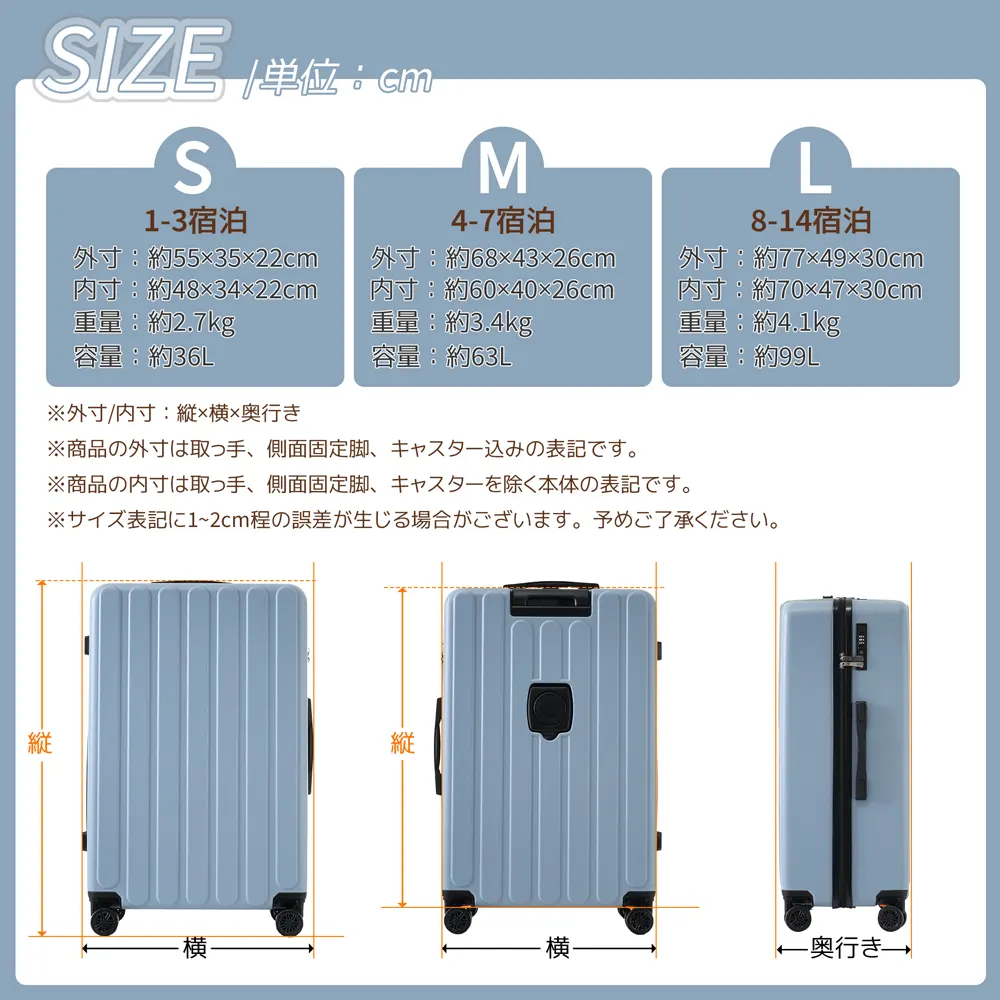 SIZE /単位：cm
S
1-3宿泊
外寸：約55×35×22cm
内寸：約48×34×22cm
重量：約2.7kg
容量：約36L
M
4-7宿泊
外寸：約68×43×26cm
内寸：約60×40×26cm
重量：約3.4kg
容量：約63L
L
8-14宿泊
外寸：約77×49×30cm
内寸：約70×47×30cm
重量：約4.1kg
容量：約99L
※外寸/内寸：縦×横×奥行き
※商品の外寸は取っ手、側面固定脚、キャスター込みの表記です。
※商品の内寸は取っ手、側面固定脚、キャスターを除く本体の表記です。
※サイズ表記に1~2cm程の誤差が生じる場合がございます。予めご了承ください。
縦
横
縦
横
奥行き